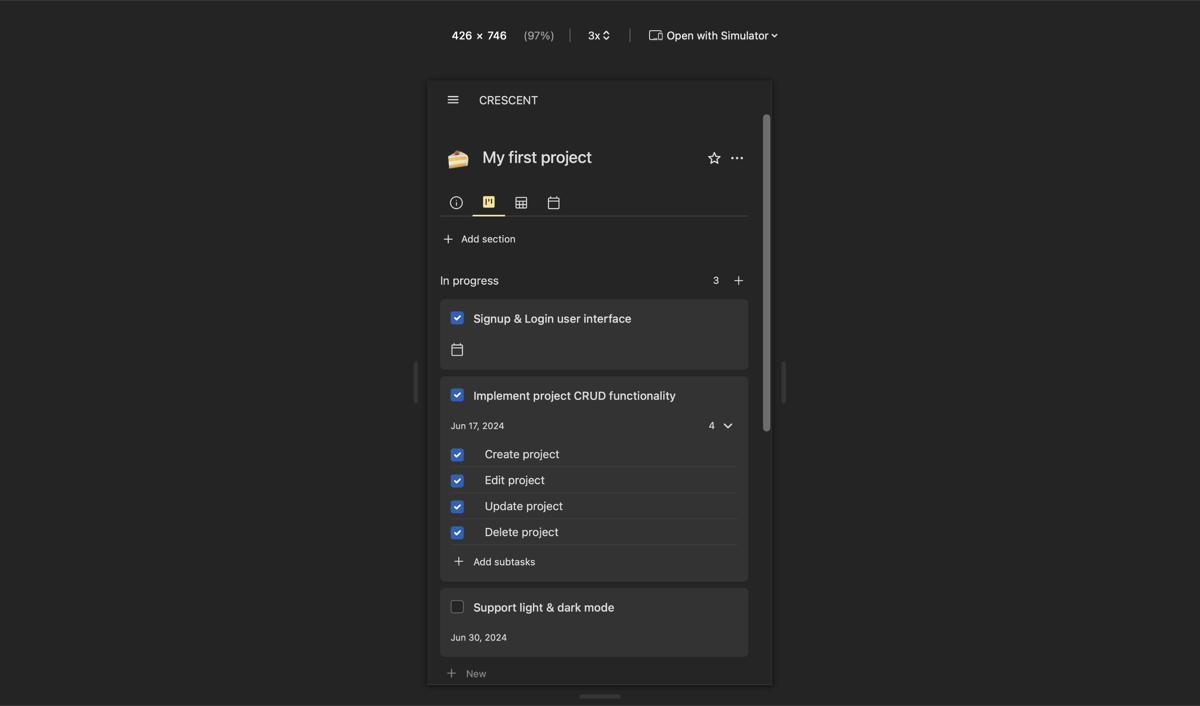 426 × 746 (97%) 3x Open with Simulator
CRESCENT
My first project
Add section
In progress 3
Signup & Login user interface
Implement project CRUD functionality
Jun 17, 2024 4
Create project
Edit project
Update project
Delete project
Add subtasks
Support light & dark mode
Jun 30, 2024
New